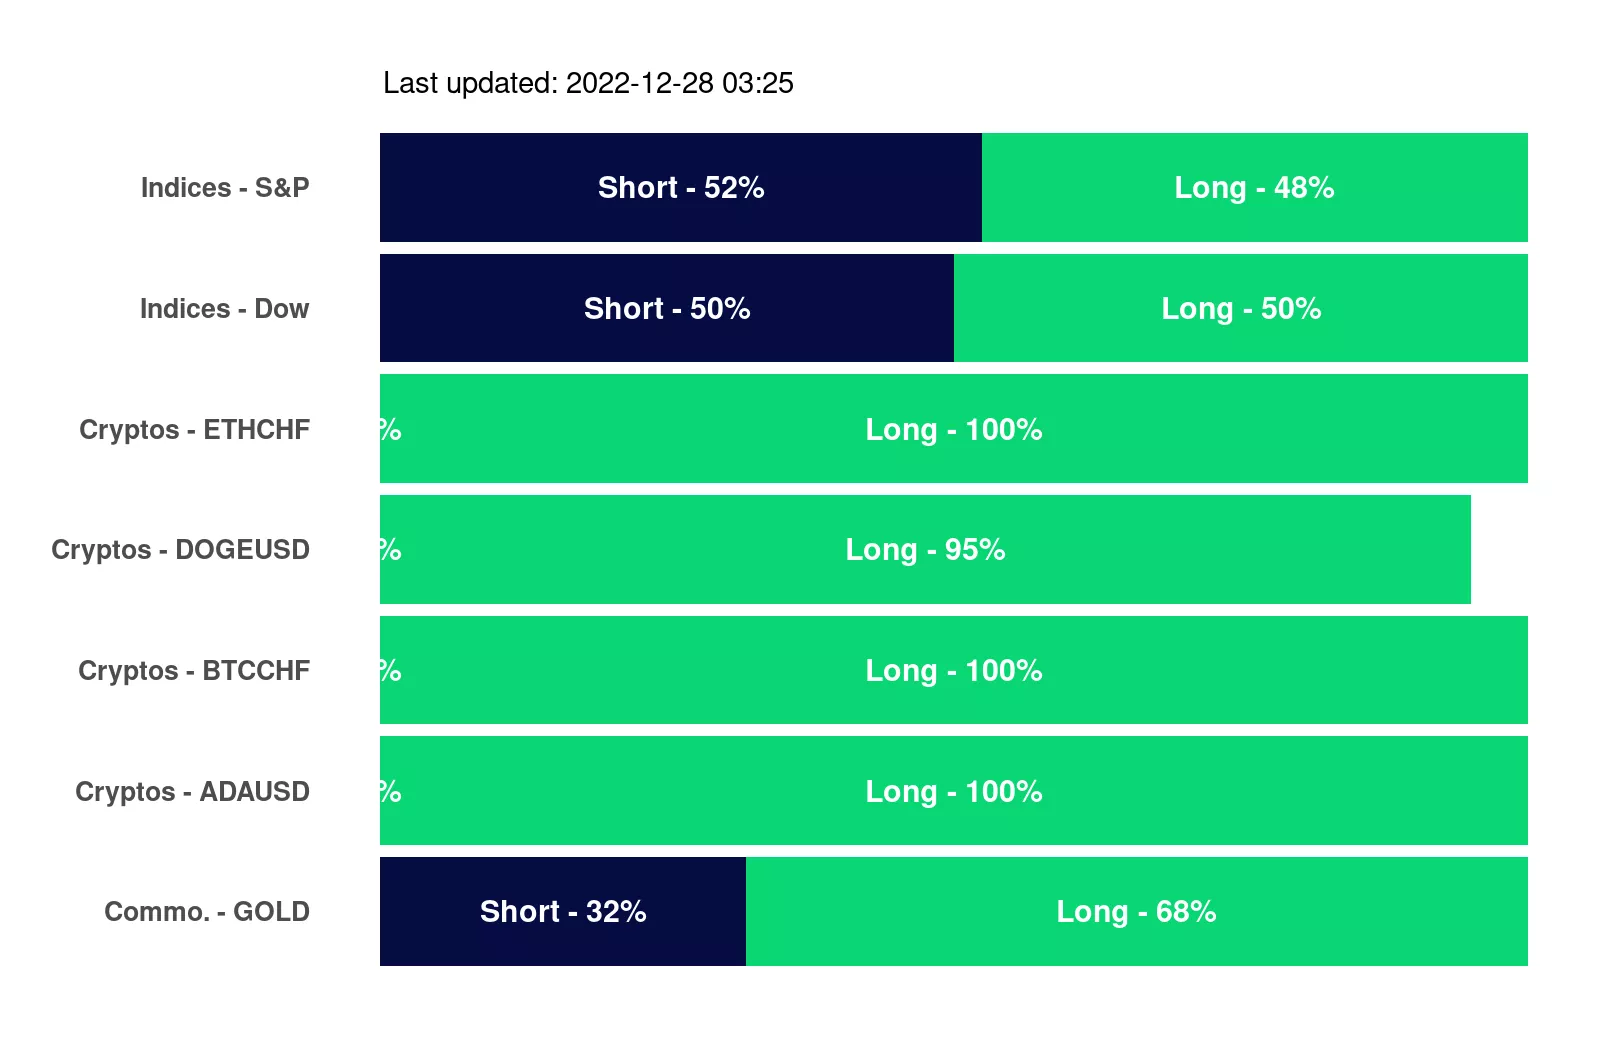 Last updated: 2022-12-28 03:25
Indices - S&P Short - 52% Long - 48%
Indices - Dow Short - 50% Long - 50%
Cryptos - ETHCHF % Long - 100%
Cryptos - DOGEUSD % Long - 95%
Cryptos - BTCCHF % Long - 100%
Cryptos - ADAUSD % Long - 100%
Commo. - GOLD Short - 32% Long - 68%